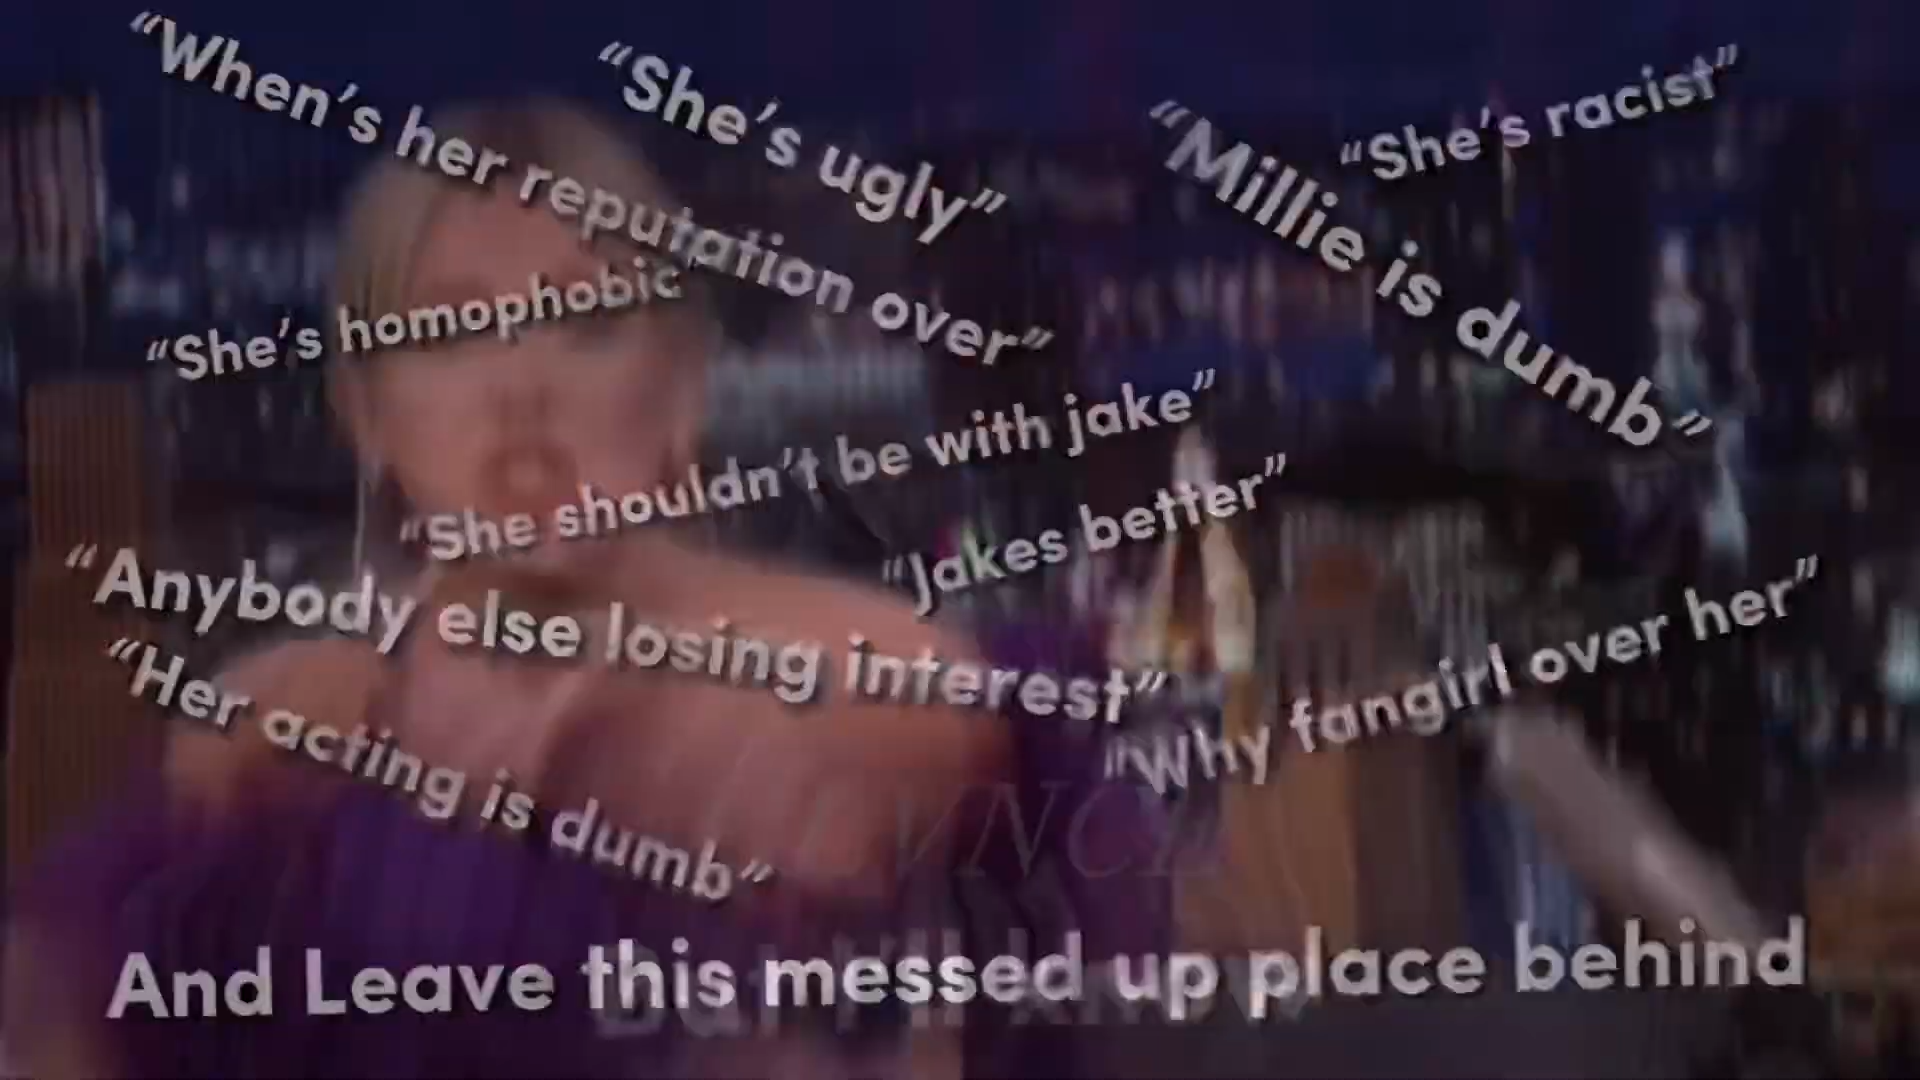 “When’s her reputation over”
“She’s ugly”
“Millie is dumb”
“She’s racist”
“She’s homophobic
“She shouldn’t be with jake”
“Jakes better”
“Anybody else losing interest”
“Why fangirl over her”
“Her acting is dumb”
LVNCY
And Leave this messed up place behind